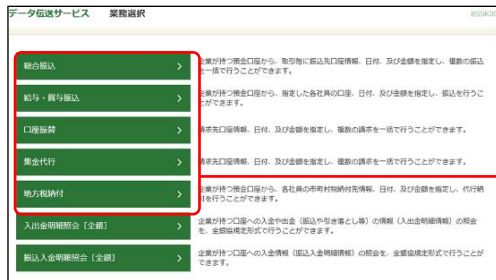 データ伝送サービス 業務選択
BSSK00
総合振込
企業が持つ預金口座から、取引毎に振込先口座情報、日付、及び金額を指定し、複数の振込
を一括で行うことができます。
給与・賞与振込
企業が持つ預金口座から、指定した各社員の口座、日付、及び金額を指定し、振込を行うこ
とができます。
口座振替
請求先口座情報、日付、及び金額を指定し、複数の請求を一括で行うことができます。
集金代行
請求先口座情報、日付、及び金額を指定し、複数の請求を一括で行うことができます。
地方税納付
企業が持つ預金口座から、各社員の市町村税納付先情報、日付、及び金額を指定し、代行納
付を行うことができます。
入出金明細照会［全銀］
企業が持つ口座への入金や出金（振込や引き落とし等）の情報（入出金明細情報）の照会
を、全銀協規定形式で行うことができます。
振込入金明細照会［全銀］
企業が持つ口座への入金情報（振込入金明細情報）の照会を、全銀協規定形式で行うことが
できます。